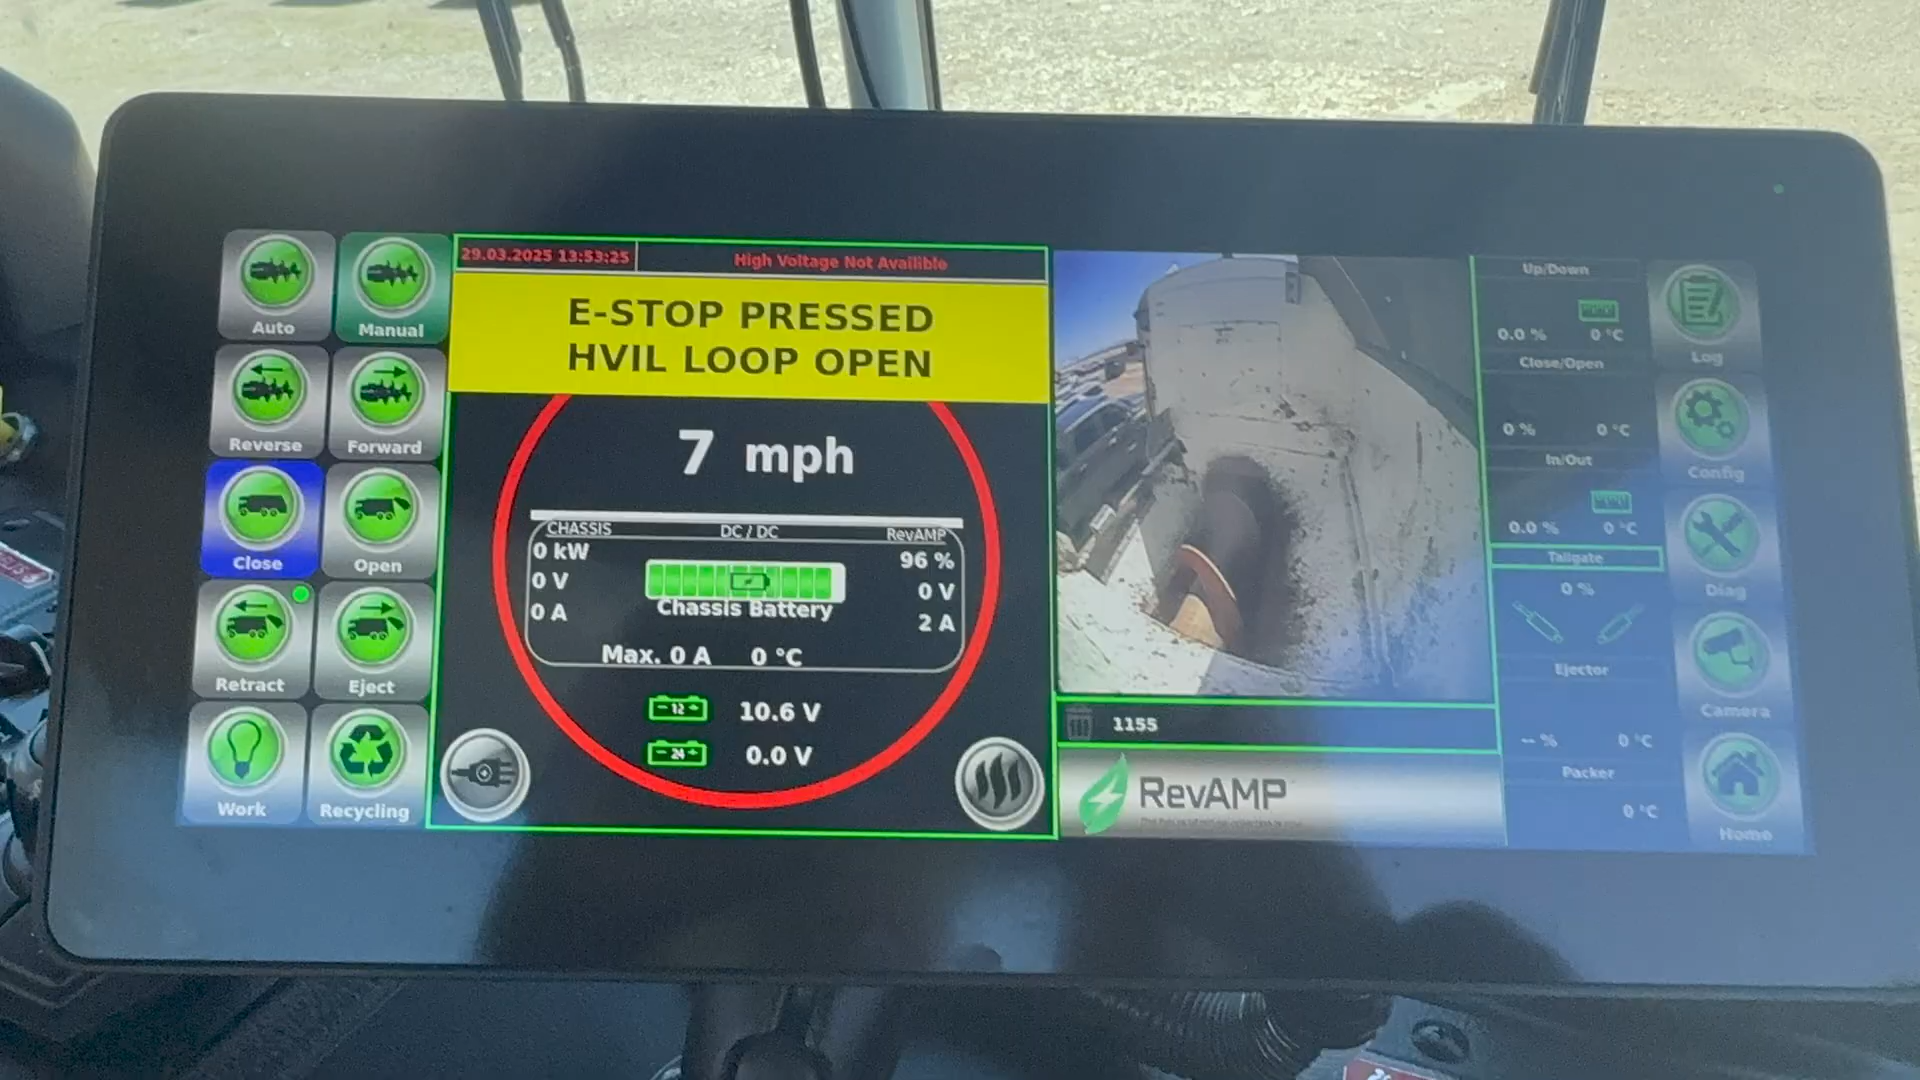 Auto
Manual
Reverse
Forward
Close
Open
Retract
Eject
Work
Recycling
29.03.2025 13:53:25
High Voltage Not Availible
E-STOP PRESSED
HVIL LOOP OPEN
7 mph
CHASSIS DC / DC RevAMP
0 kW
0 V
0 A
96 %
0 V
2 A
Chassis Battery
Max. 0 A 0 °C
12 10.6 V
24 0.0 V
1155
RevAMP
Up/Down
0.0 % 0 °C
Close/Open
0 % 0 °C
In/Out
0.0 % 0 °C
Tailgate
0 %
Ejector
-- % 0 °C
Packer
0 °C
Log
Config
Diag
Camera
Home